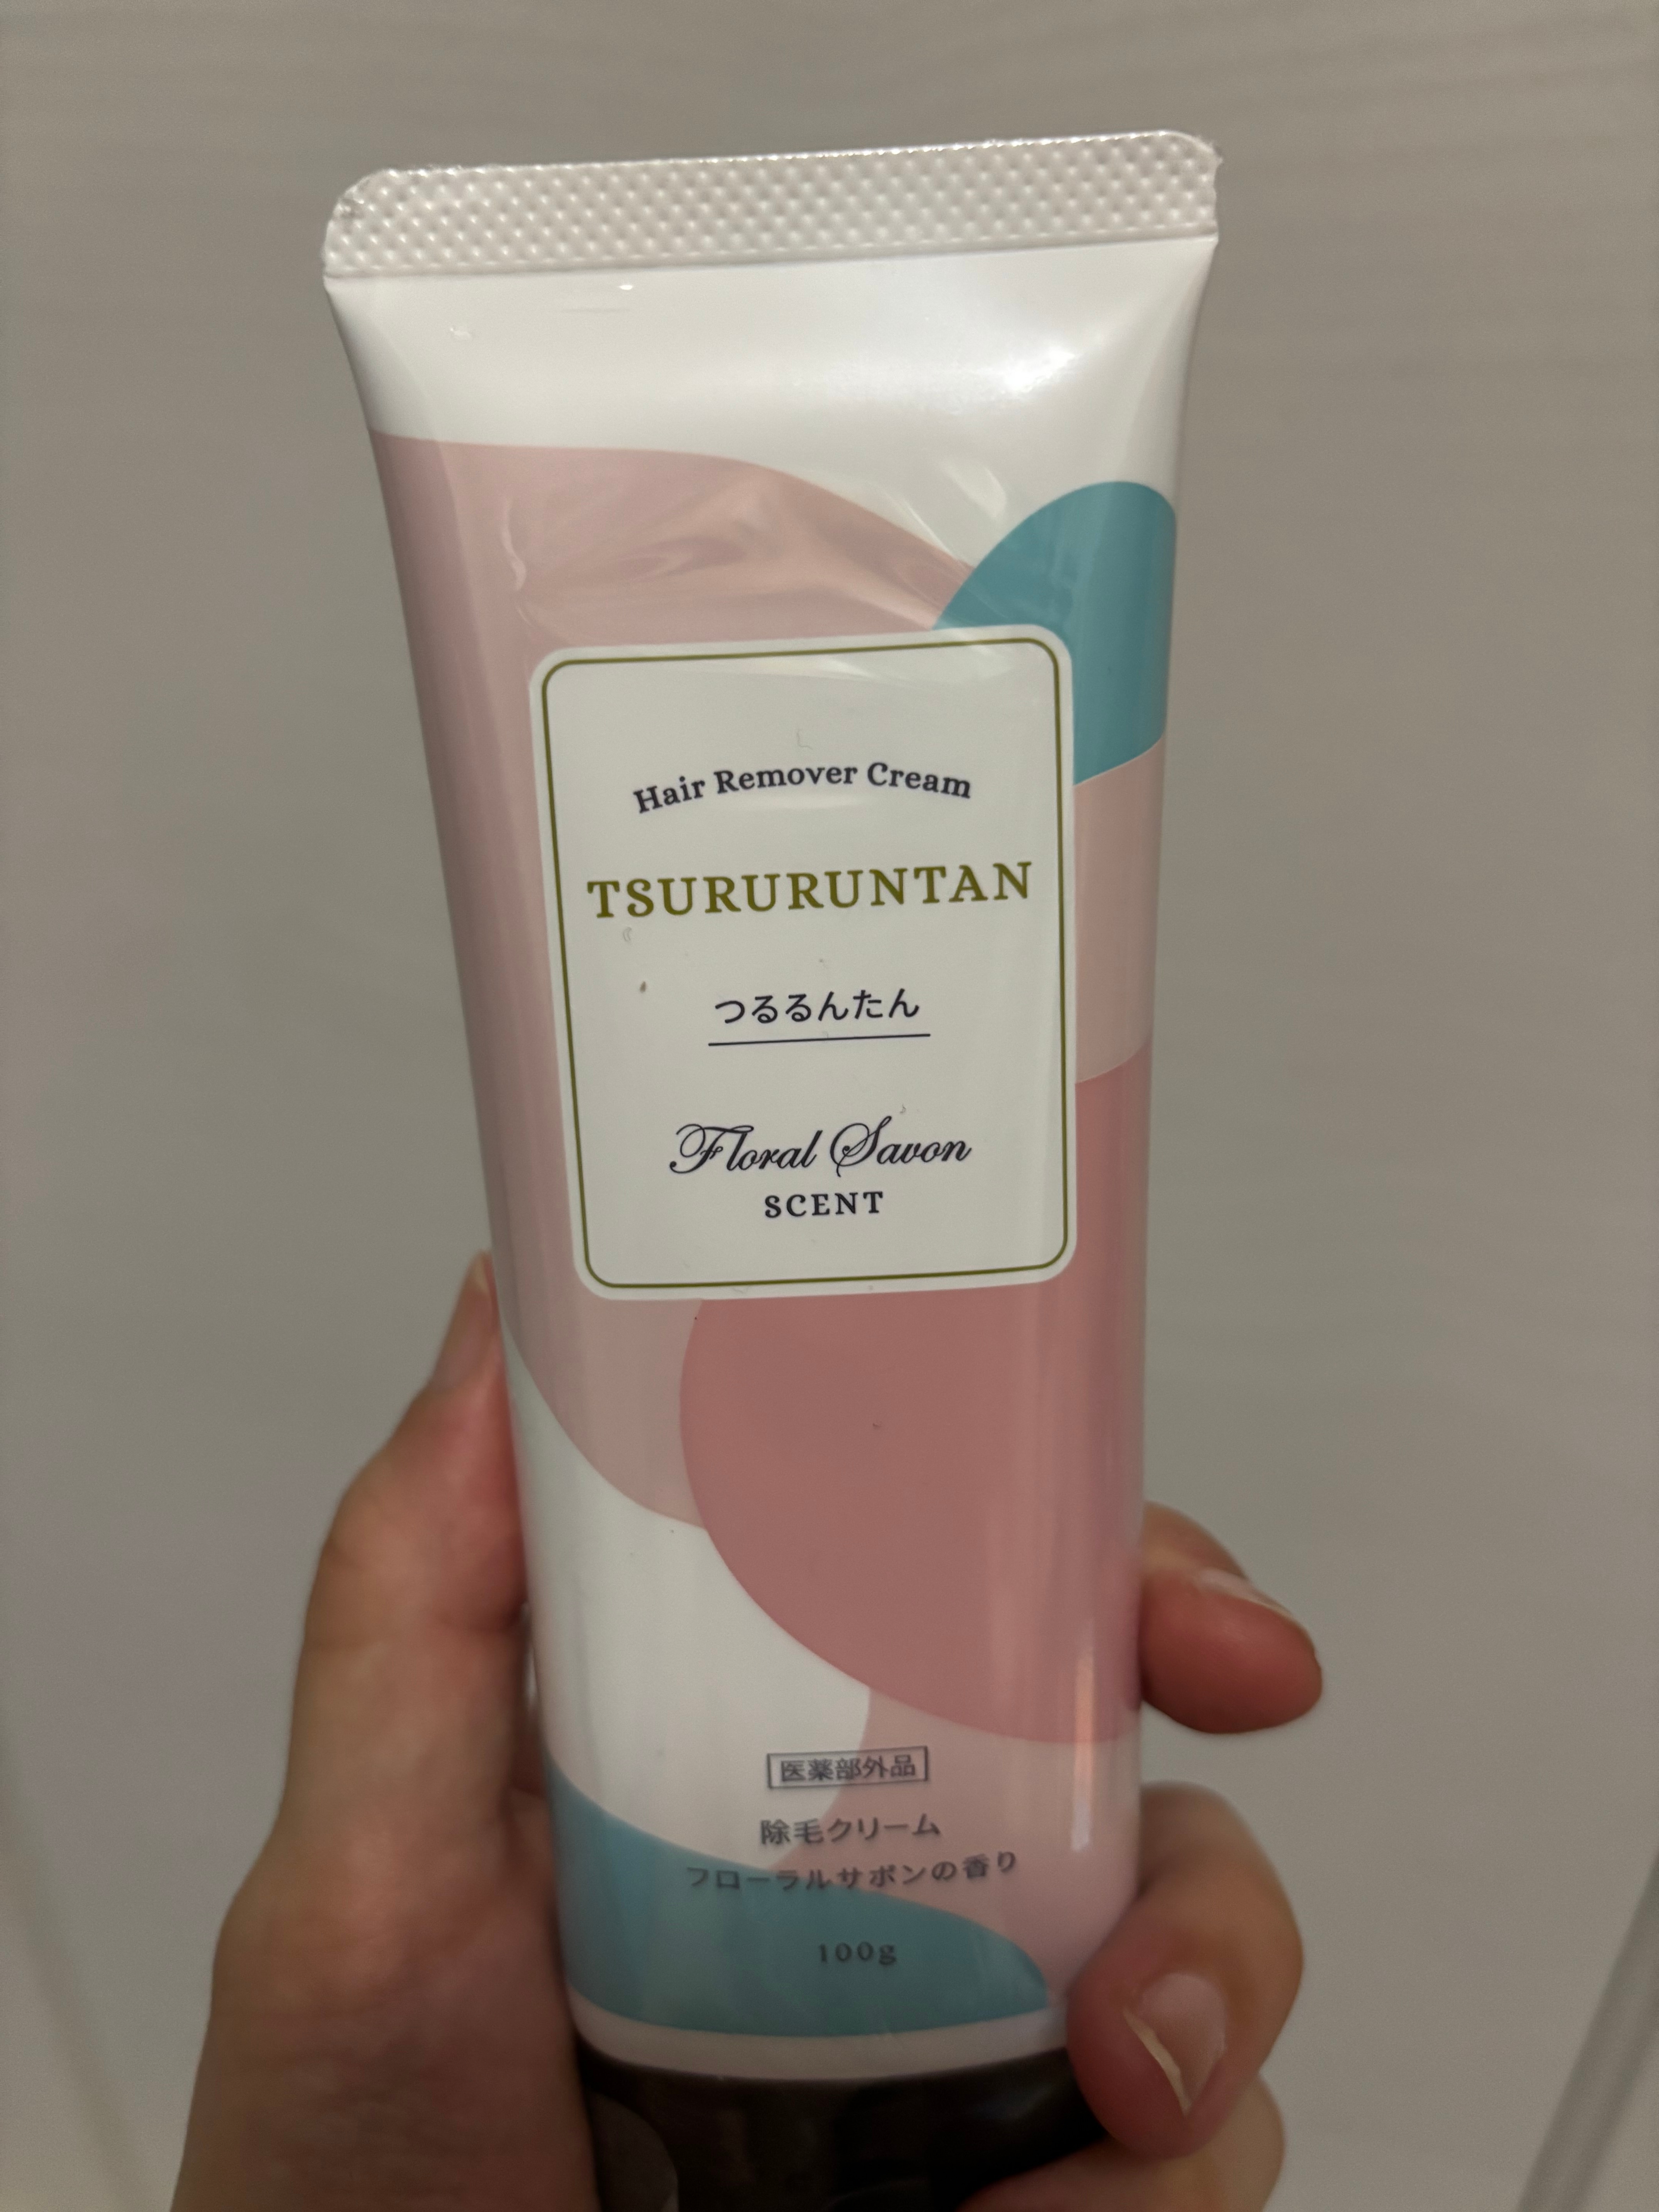 Hair Remover Cream
TSURURUNTAN
つるるんたん
Floral Savon
SCENT
医薬部外品
除毛クリーム
フローラルサボンの香り
100g